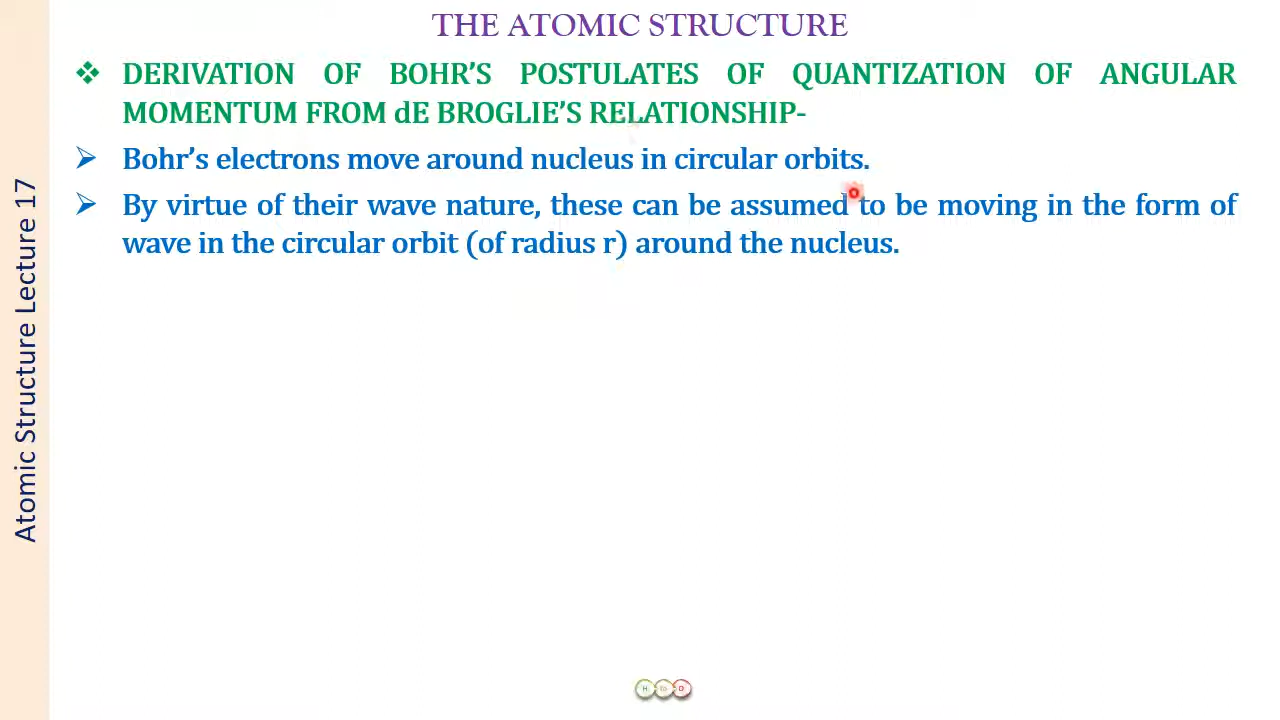 THE ATOMIC STRUCTURE
❖ DERIVATION OF BOHR’S POSTULATES OF QUANTIZATION OF ANGULAR
MOMENTUM FROM dE BROGLIE’S RELATIONSHIP-
➢ Bohr’s electrons move around nucleus in circular orbits.
➢ By virtue of their wave nature, these can be assumed to be moving in the form of
wave in the circular orbit (of radius r) around the nucleus.
Atomic Structure Lecture 17
H to D